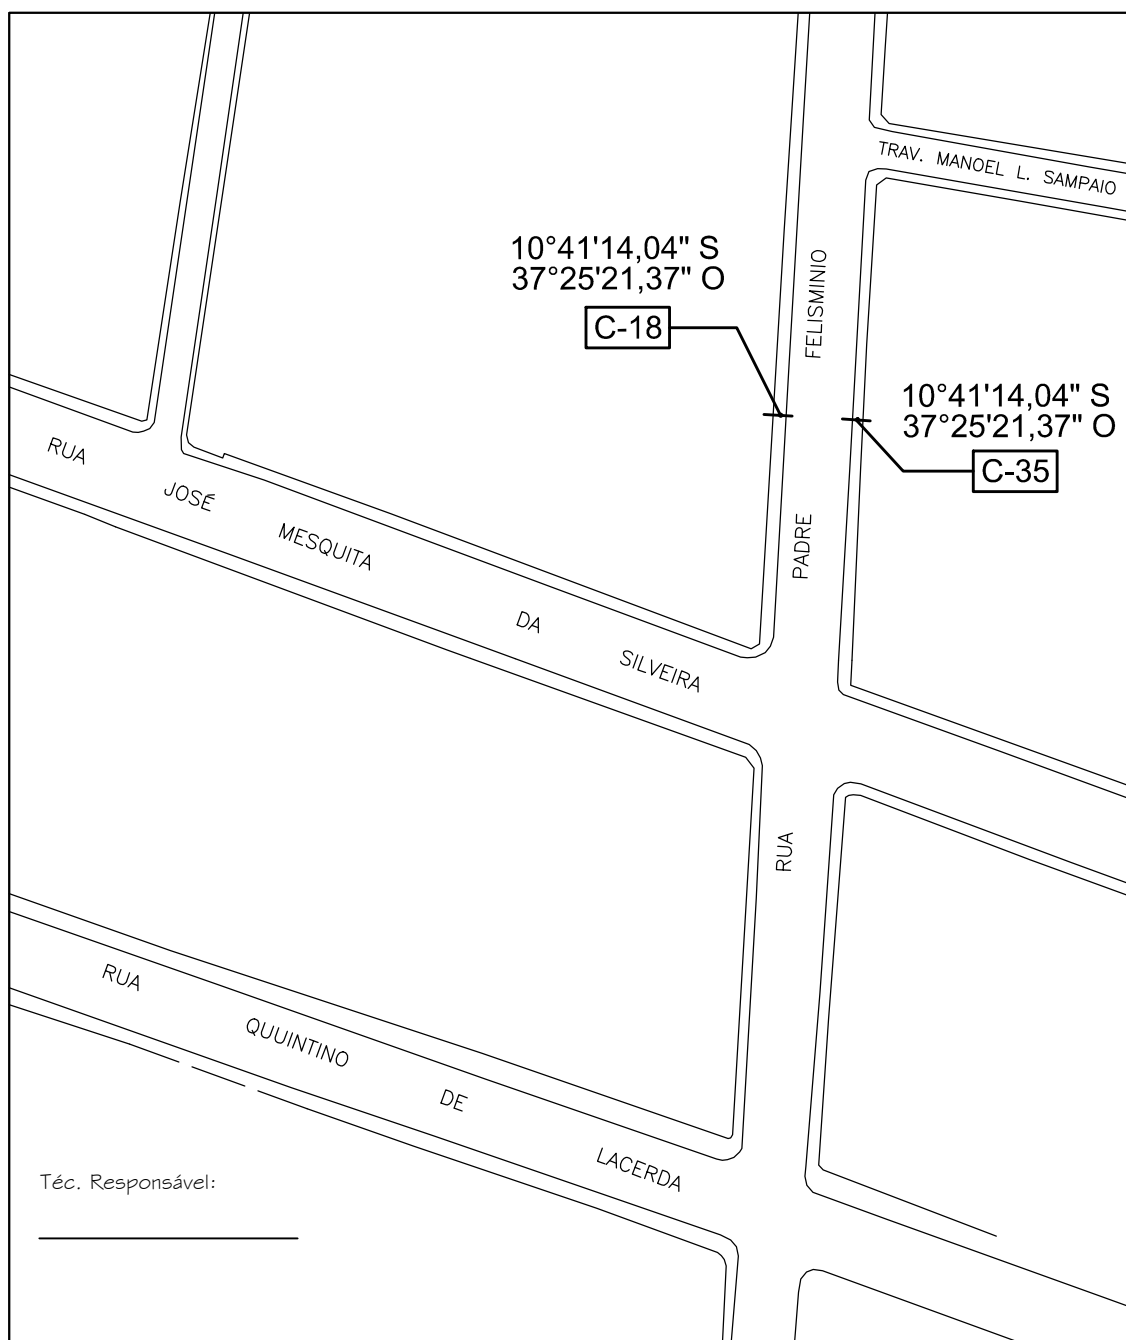 TRAV. MANOEL L. SAMPAIO
10°41'14,04" S
37°25'21,37" O
C-18
10°41'14,04" S
37°25'21,37" O
C-35
RUA PADRE FELISMINIO
RUA JOSÉ MESQUITA DA SILVEIRA
RUA QUUINTINO DE LACERDA
Téc. Responsável: